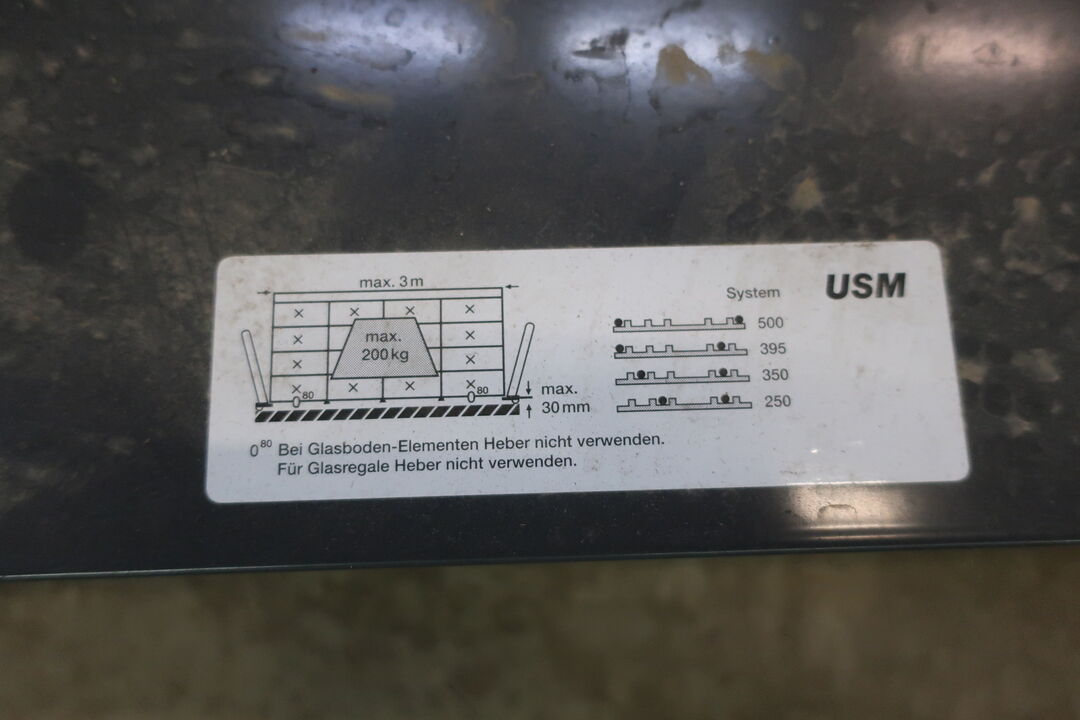 max. 3 m
max.
200 kg
80
80
max.
30 mm
0⁸⁰ Bei Glasboden-Elementen Heber nicht verwenden.
Für Glasregale Heber nicht verwenden.
System
500
395
350
250
USM